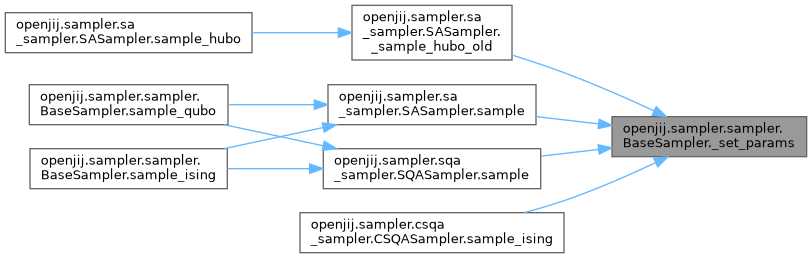 openjij.sampler.sa
_sampler.SASampler.sample_hubo
openjij.sampler.sa
_sampler.SASampler.
_sample_hubo_old
openjij.sampler.sampler.
BaseSampler.sample_qubo
openjij.sampler.sa
_sampler.SASampler.sample
openjij.sampler.sampler.
BaseSampler._set_params
openjij.sampler.sampler.
BaseSampler.sample_ising
openjij.sampler.sqa
_sampler.SQASampler.sample
openjij.sampler.csqa
_sampler.CSQASampler.sample_ising